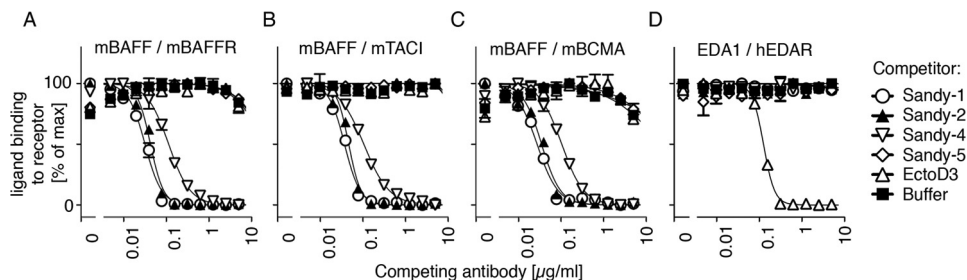 A
B
C
D
mBAFF / mBAFFR
mBAFF / mTACI
mBAFF / mBCMA
EDA1 / hEDAR
ligand binding
to receptor
[% of max]
100
0
0
0.01
0.1
1
10
0
0.01
0.1
1
10
0
0.01
0.1
1
10
0
0.01
0.1
1
10
Competing antibody [µg/ml]
Competitor:
Sandy-1
Sandy-2
Sandy-4
Sandy-5
EctoD3
Buffer